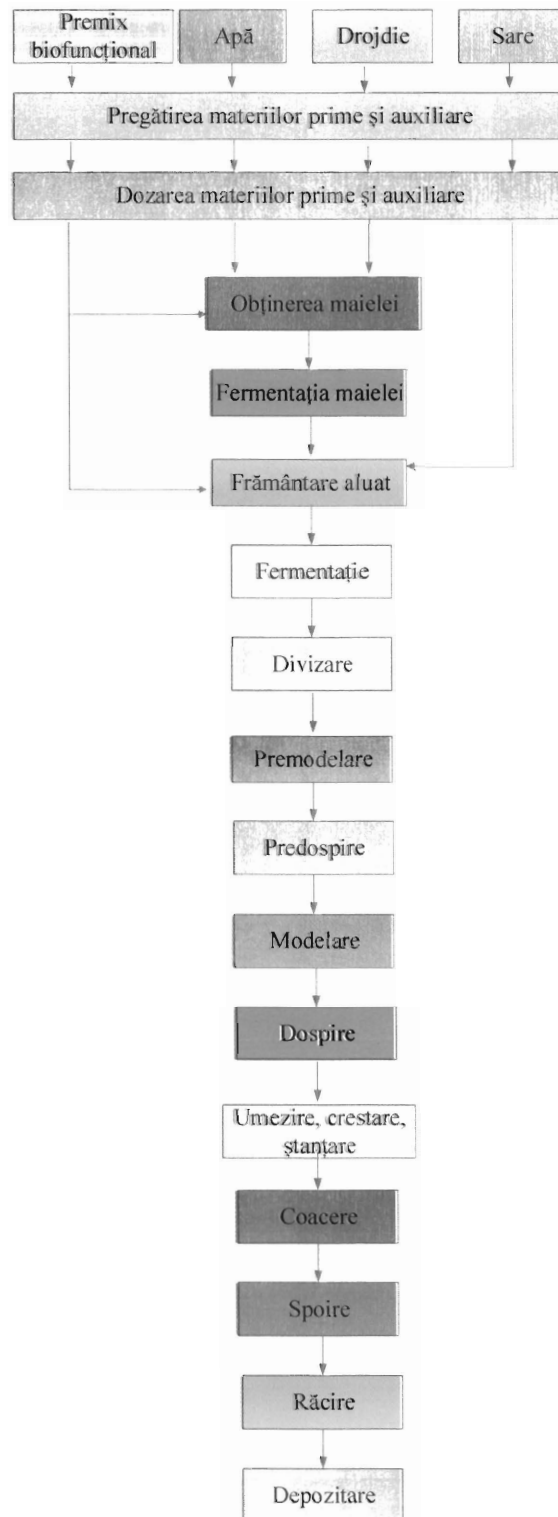 Premix
biofuncțional
Apă
Drojdie
Sare
Pregătirea materiilor prime și auxiliare
Dozarea materiilor prime și auxiliare
Obținerea maielei
Fermentația maielei
Frământare aluat
Fermentație
Divizare
Premodelare
Predospire
Modelare
Dospire
Umezire, crestare,
ștanțare
Coacere
Spoire
Răcire
Depozitare